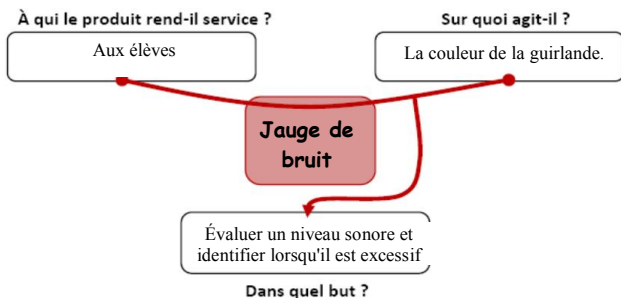 À qui le produit rend-il service ?
Sur quoi agit-il ?
Aux élèves
La couleur de la guirlande.
Jauge de
bruit
Évaluer un niveau sonore et
identifier lorsqu'il est excessif
Dans quel but ?